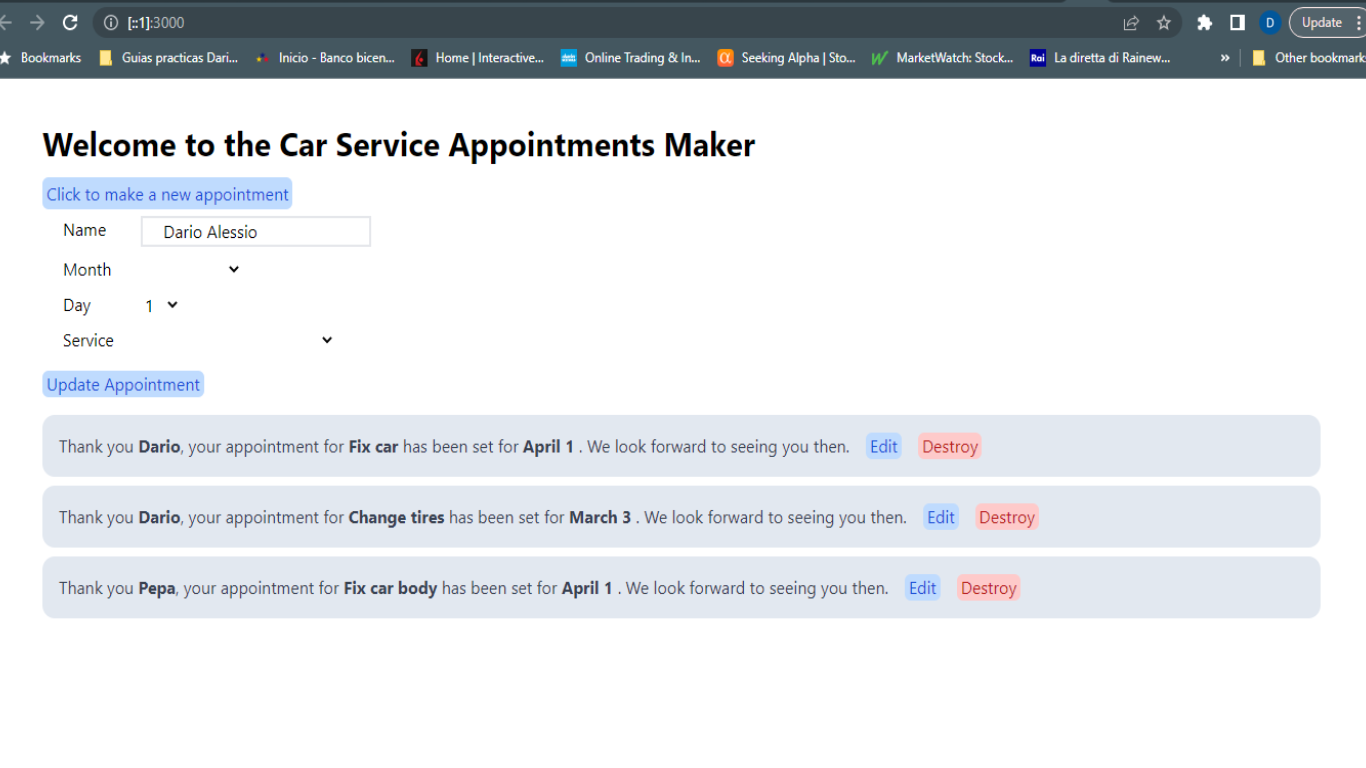 [::1]:3000
Update
D
Bookmarks Guias practicas Dari... Inicio - Banco bicen... Home | Interactive... Online Trading & In... Seeking Alpha | Sto... MarketWatch: Stock... Rai La diretta di Rainew... » Other bookmarks
Welcome to the Car Service Appointments Maker
Click to make a new appointment
Name Dario Alessio
Month
Day 1
Service
Update Appointment
Thank you Dario, your appointment for Fix car has been set for April 1 . We look forward to seeing you then. Edit Destroy
Thank you Dario, your appointment for Change tires has been set for March 3 . We look forward to seeing you then. Edit Destroy
Thank you Pepa, your appointment for Fix car body has been set for April 1 . We look forward to seeing you then. Edit Destroy